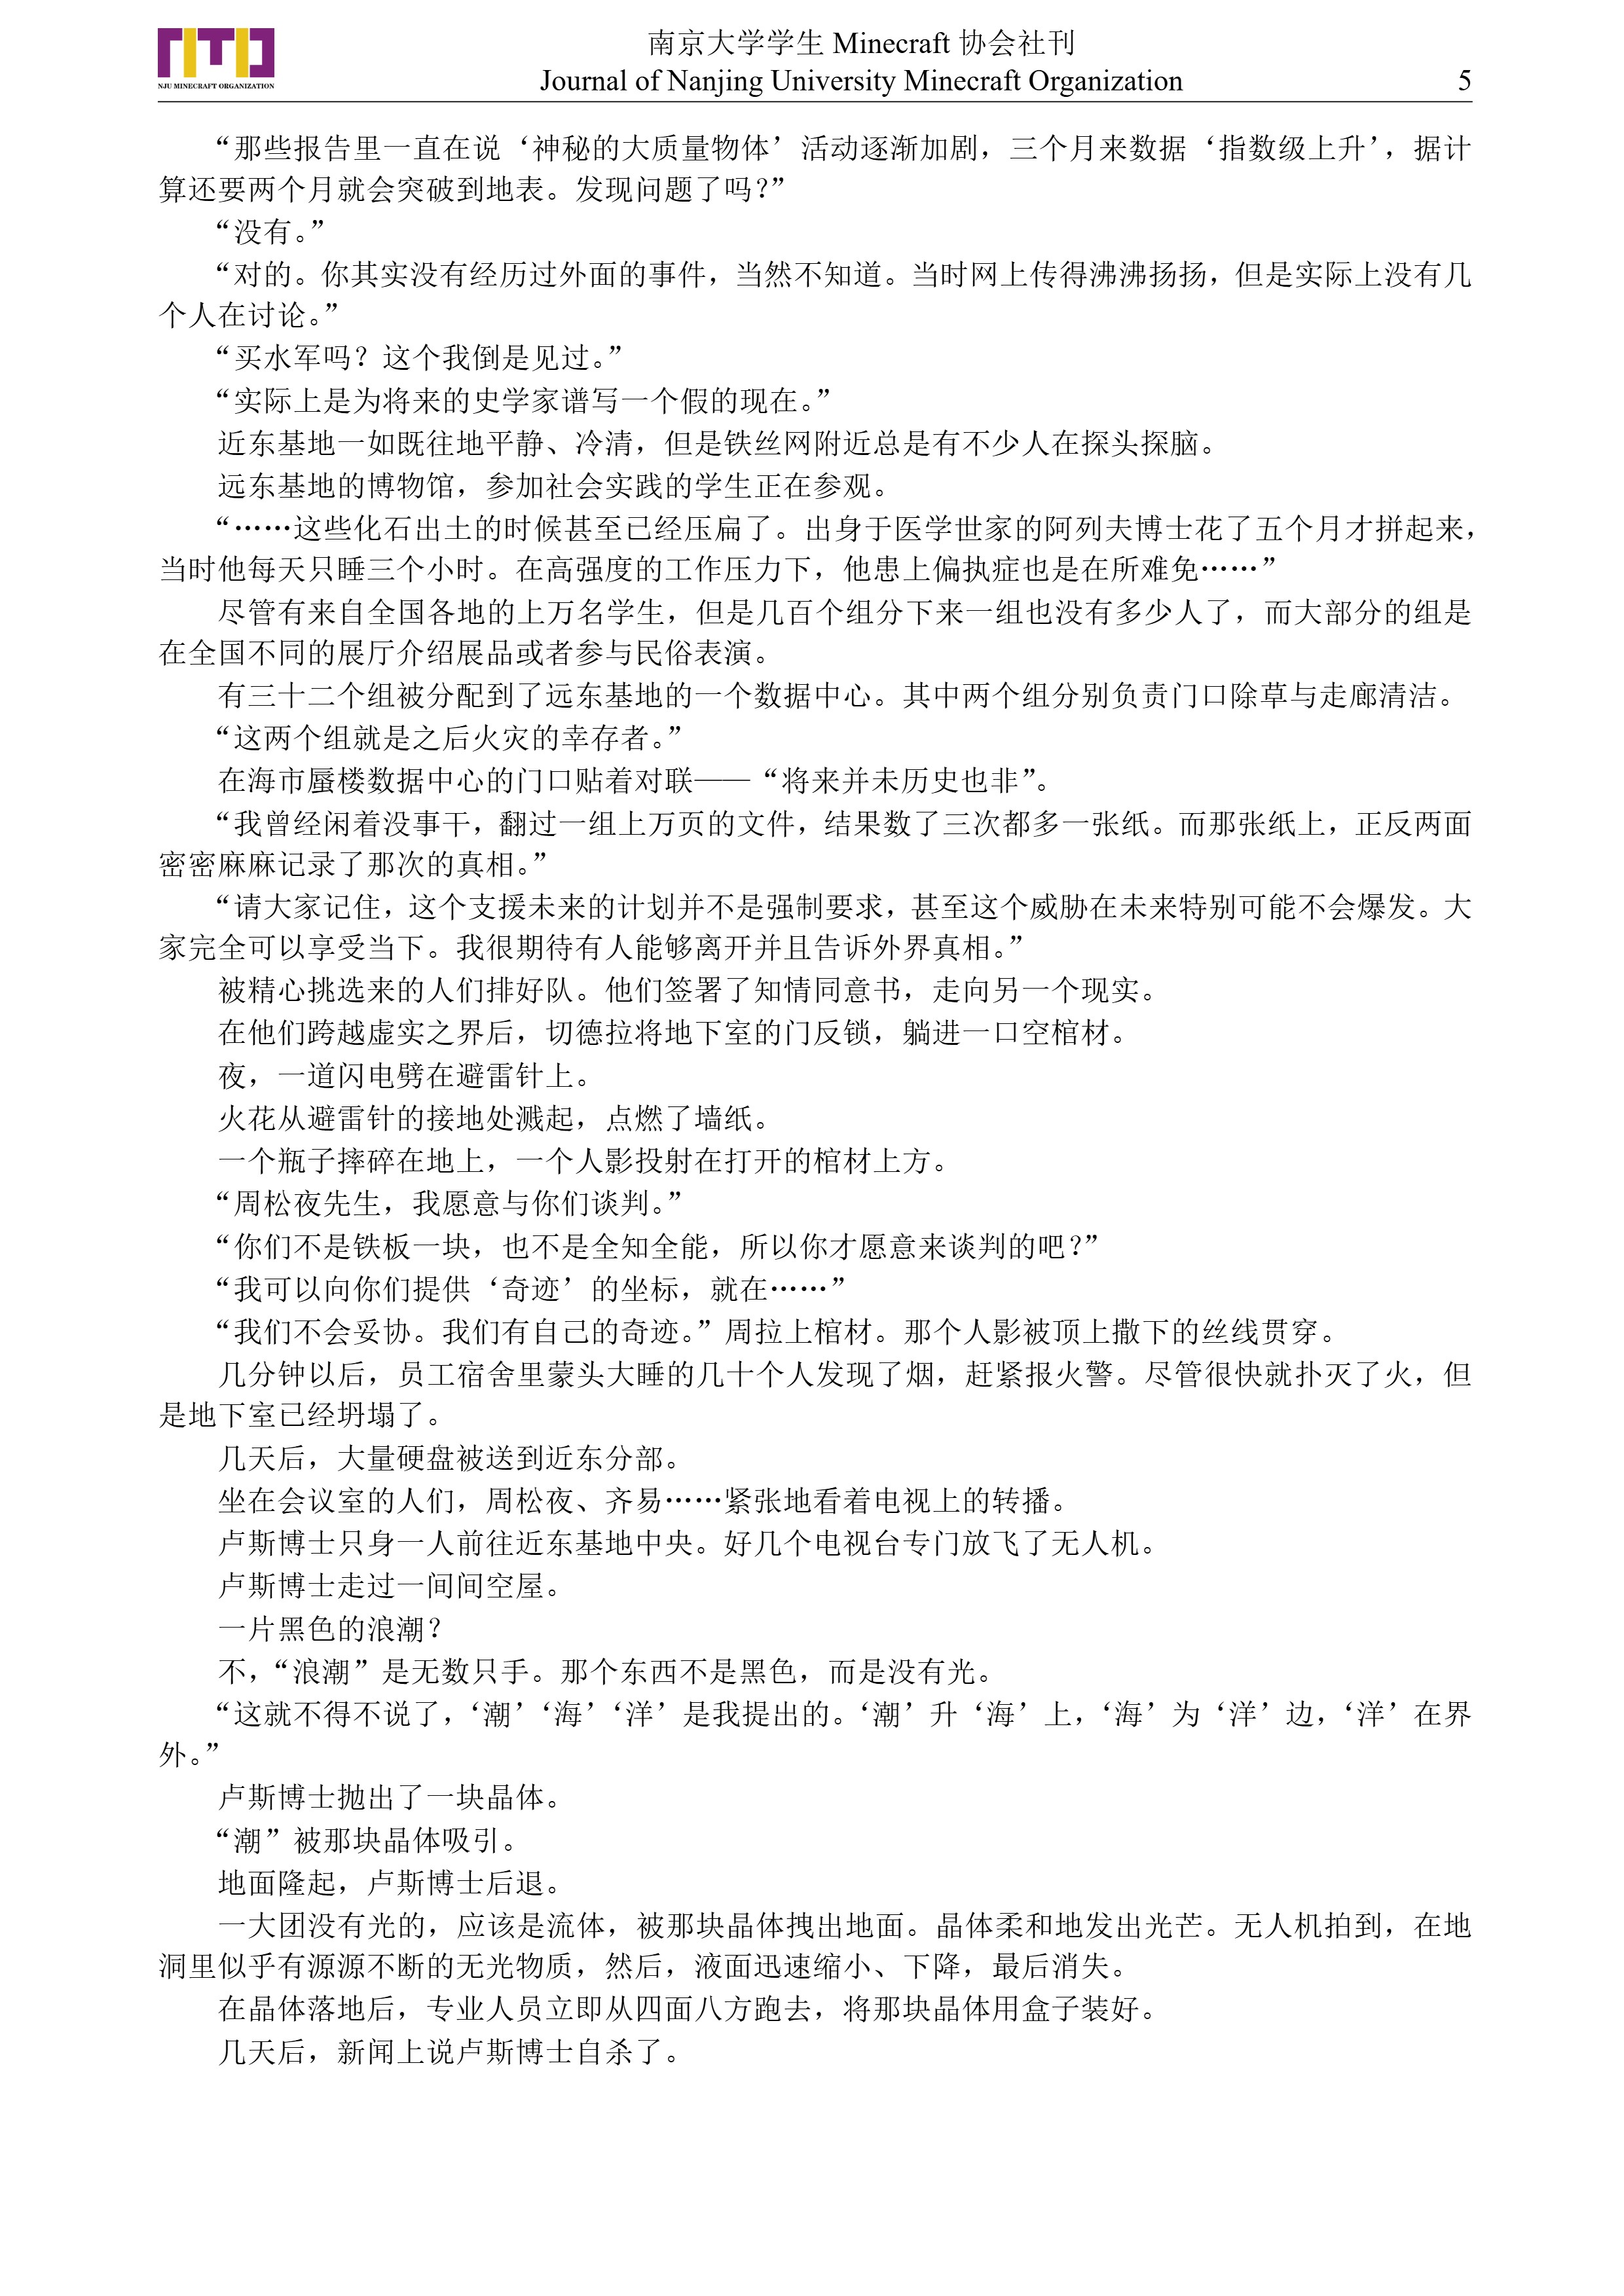 NJU MINECRAFT ORGANIZATION
南京大学学生 Minecraft 协会社刊
Journal of Nanjing University Minecraft Organization
5
“那些报告里一直在说‘神秘的大质量物体’活动逐渐加剧，三个月来数据‘指数级上升’，据计
算还要两个月就会突破到地表。发现问题了吗？”
“没有。”
“对的。你其实没有经历过外面的事件，当然不知道。当时网上传得沸沸扬扬，但是实际上没有几
个人在讨论。”
“买水军吗？这个我倒是见过。”
“实际上是为将来的史学家谱写一个假的现在。”
近东基地一如既往地平静、冷清，但是铁丝网附近总是有不少人在探头探脑。
远东基地的博物馆，参加社会实践的学生正在参观。
“……这些化石出土的时候甚至已经压扁了。出身于医学世家的阿列夫博士花了五个月才拼起来，
当时他每天只睡三个小时。在高强度的工作压力下，他患上偏执症也是在所难免……”
尽管有来自全国各地的上万名学生，但是几百个组分下来一组也没有多少人了，而大部分的组是
在全国不同的展厅介绍展品或者参与民俗表演。
有三十二个组被分配到了远东基地的一个数据中心。其中两个组分别负责门口除草与走廊清洁。
“这两个组就是之后火灾的幸存者。”
在海市蜃楼数据中心的门口贴着对联——“将来并未历史也非”。
“我曾经闲着没事干，翻过一组上万页的文件，结果数了三次都多一张纸。而那张纸上，正反两面
密密麻麻记录了那次的真相。”
“请大家记住，这个支援未来的计划并不是强制要求，甚至这个威胁在未来特别可能不会爆发。大
家完全可以享受当下。我很期待有人能够离开并且告诉外界真相。”
被精心挑选来的人们排好队。他们签署了知情同意书，走向另一个现实。
在他们跨越虚实之界后，切德拉将地下室的门反锁，躺进一口空棺材。
夜，一道闪电劈在避雷针上。
火花从避雷针的接地处溅起，点燃了墙纸。
一个瓶子摔碎在地上，一个人影投射在打开的棺材上方。
“周松夜先生，我愿意与你们谈判。”
“你们不是铁板一块，也不是全知全能，所以你才愿意来谈判的吧？”
“我可以向你们提供‘奇迹’的坐标，就在……”
“我们不会妥协。我们有自己的奇迹。”周拉上棺材。那个人影被顶上撒下的丝线贯穿。
几分钟以后，员工宿舍里蒙头大睡的几十个人发现了烟，赶紧报火警。尽管很快就扑灭了火，但
是地下室已经坍塌了。
几天后，大量硬盘被送到近东分部。
坐在会议室的人们，周松夜、齐易……紧张地看着电视上的转播。
卢斯博士只身一人前往近东基地中央。好几个电视台专门放飞了无人机。
卢斯博士走过一间间空屋。
一片黑色的浪潮？
不，“浪潮”是无数只手。那个东西不是黑色，而是没有光。
“这就不得不说了，‘潮’‘海’‘洋’是我提出的。‘潮’升‘海’上，‘海’为‘洋’边，‘洋’在界
外。”
卢斯博士抛出了一块晶体。
“潮”被那块晶体吸引。
地面隆起，卢斯博士后退。
一大团没有光的，应该是流体，被那块晶体拽出地面。晶体柔和地发出光芒。无人机拍到，在地
洞里似乎有源源不断的无光物质，然后，液面迅速缩小、下降，最后消失。
在晶体落地后，专业人员立即从四面八方跑去，将那块晶体用盒子装好。
几天后，新闻上说卢斯博士自杀了。